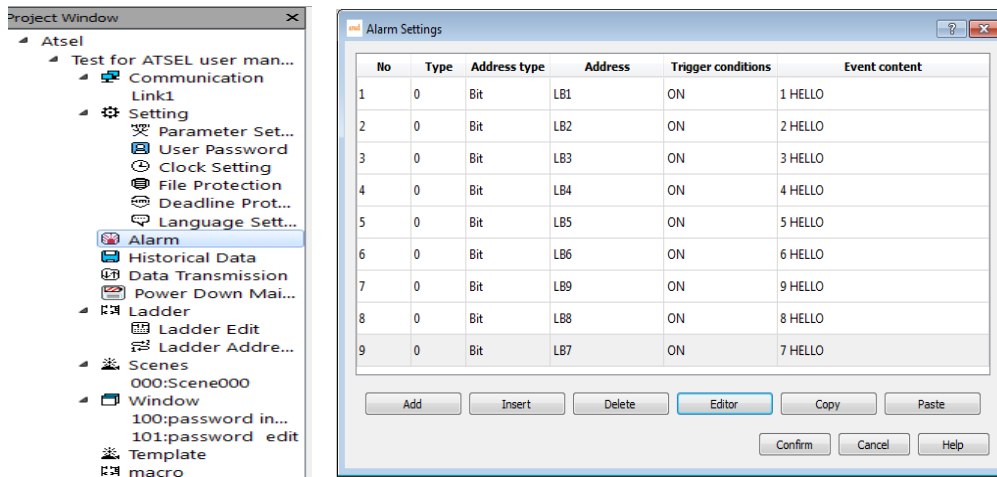 Project Window
Atsel
Test for ATSEL user man...
Communication
Link1
Setting
Parameter Set...
User Password
Clock Setting
File Protection
Deadline Prot...
Language Sett...
Alarm
Historical Data
Data Transmission
Power Down Mai...
Ladder
Ladder Edit
Ladder Addre...
Scenes
000:Scene000
Window
100:password in...
101:password edit
Template
macro
Alarm Settings
No Type Address type Address Trigger conditions Event content
1 0 Bit LB1 ON 1 HELLO
2 0 Bit LB2 ON 2 HELLO
3 0 Bit LB3 ON 3 HELLO
4 0 Bit LB4 ON 4 HELLO
5 0 Bit LB5 ON 5 HELLO
6 0 Bit LB6 ON 6 HELLO
7 0 Bit LB9 ON 9 HELLO
8 0 Bit LB8 ON 8 HELLO
9 0 Bit LB7 ON 7 HELLO
Add Insert Delete Editor Copy Paste
Confirm Cancel Help